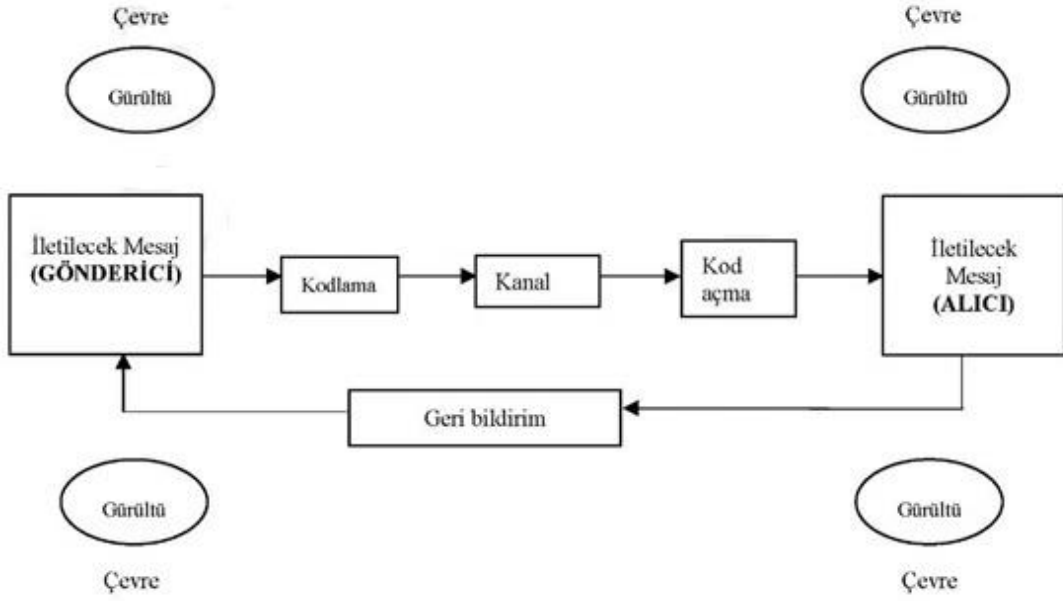 Çevre
Çevre
Gürültü
Gürültü
İletilecek Mesaj
(GÖNDERİCİ)
Kodlama
Kanal
Kod
açma
İletilecek
Mesaj
(ALICI)
Geri bildirim
Gürültü
Gürültü
Çevre
Çevre